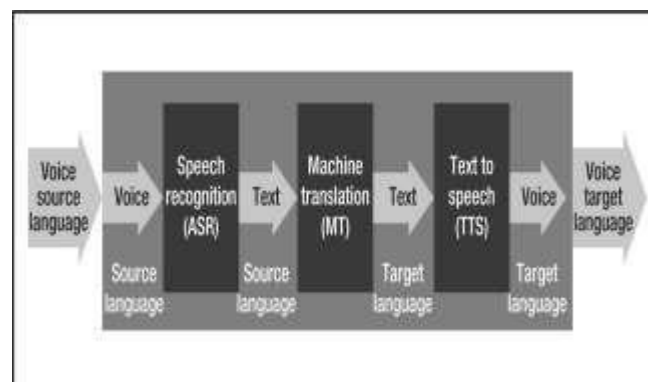 Voice
source
language
Voice
Speech
recognition
(ASR)
Text
Machine
translation
(MT)
Text
Text to
speech
(TTS)
Voice
Voice
target
language
Source
language
Source
language
Target
language
Target
language